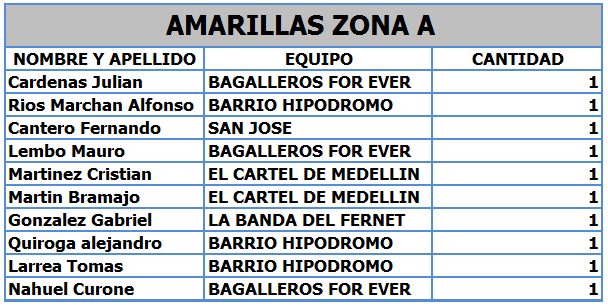 AMARILLAS ZONA A
NOMBRE Y APELLIDO EQUIPO CANTIDAD
Cardenas Julian BAGALLEROS FOR EVER 1
Rios Marchan Alfonso BARRIO HIPODROMO 1
Cantero Fernando SAN JOSE 1
Lembo Mauro BAGALLEROS FOR EVER 1
Martinez Cristian EL CARTEL DE MEDELLIN 1
Martin Bramajo EL CARTEL DE MEDELLIN 1
Gonzalez Gabriel LA BANDA DEL FERNET 1
Quiroga alejandro BARRIO HIPODROMO 1
Larrea Tomas BARRIO HIPODROMO 1
Nahuel Curone BAGALLEROS FOR EVER 1